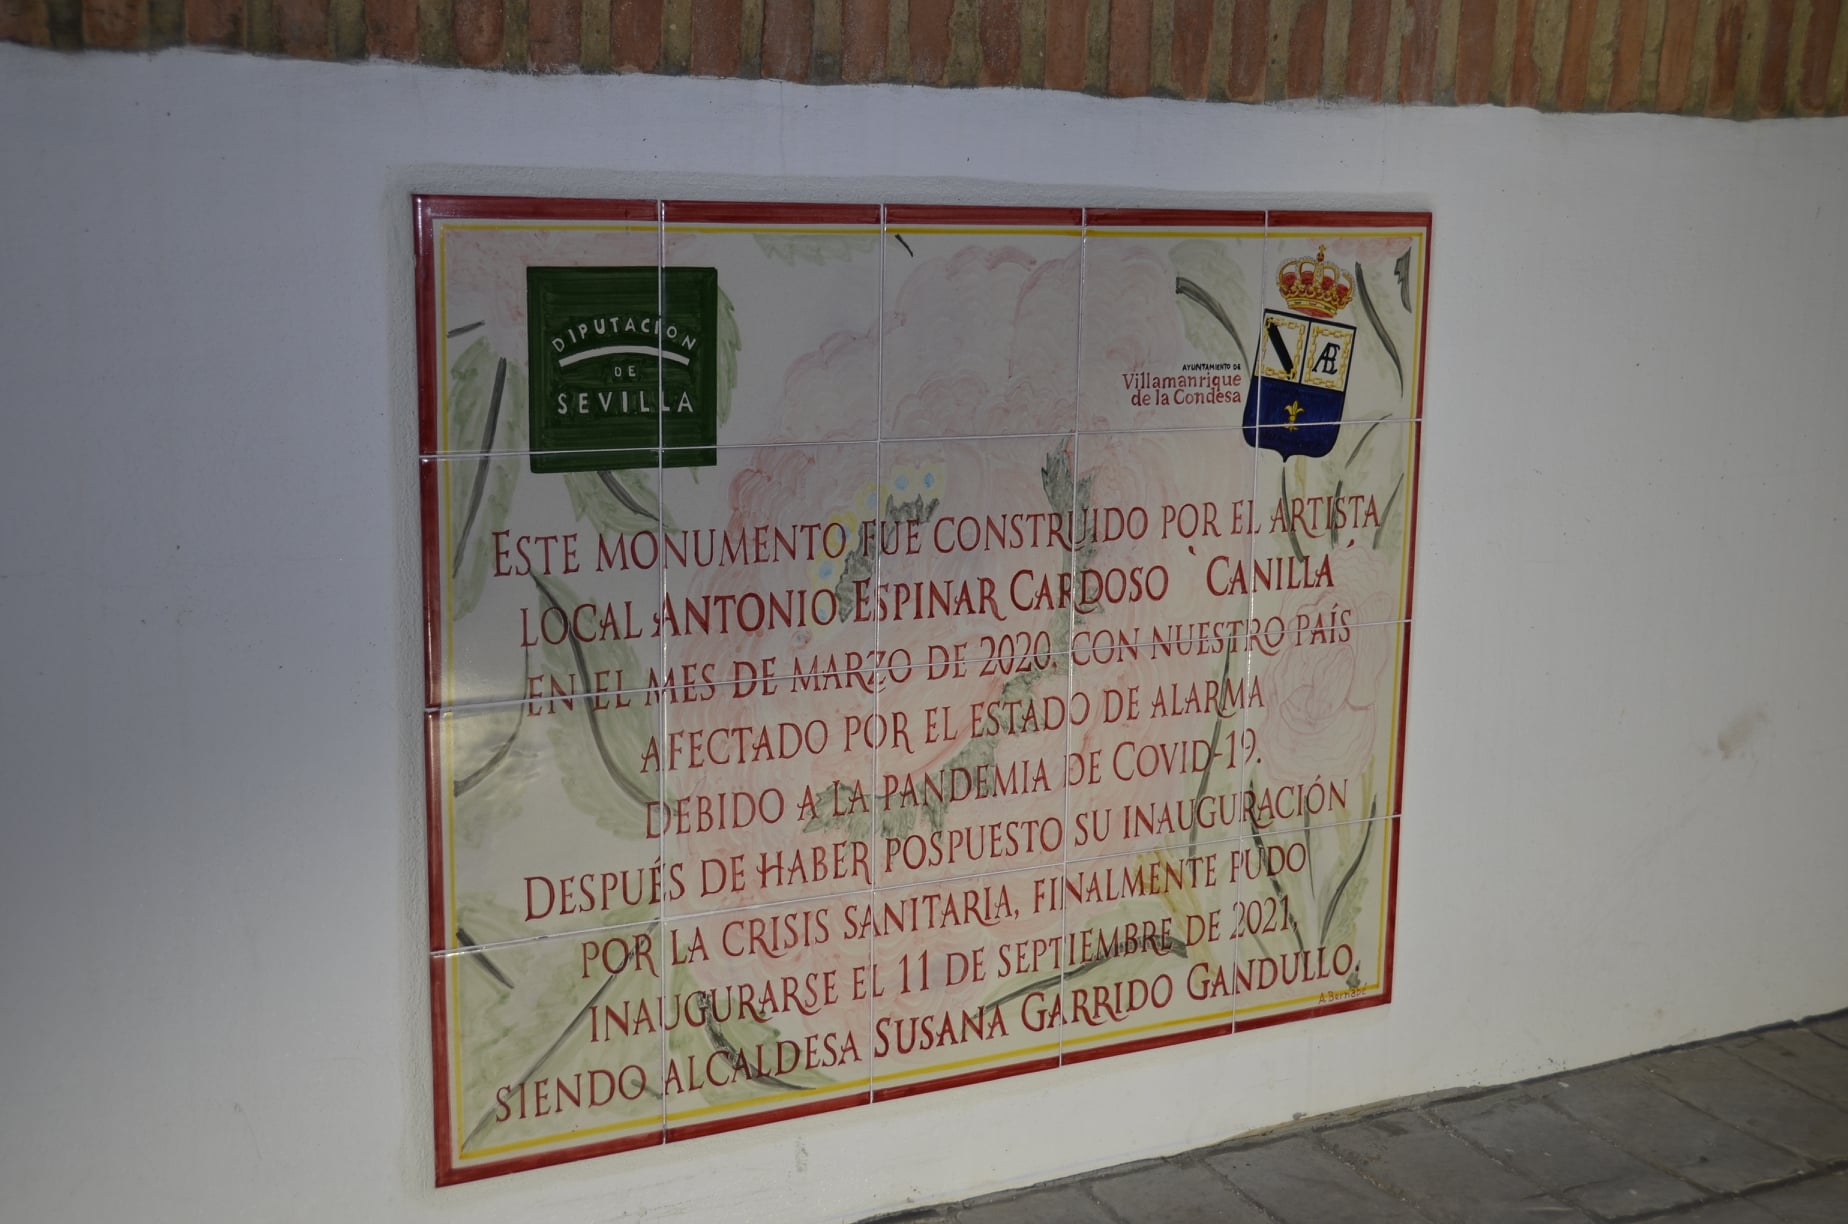 DIPUTACION
DE
SEVILLA
AYUNTAMIENTO DE
Villamanrique
de la Condesa
ESTE MONUMENTO FUE CONSTRUIDO POR EL ARTISTA
LOCAL ANTONIO ESPINAR CARDOSO `CANILLA´
EN EL MES DE MARZO DE 2020, CON NUESTRO PAÍS
AFECTADO POR EL ESTADO DE ALARMA
DEBIDO A LA PANDEMIA DE COVID-19.
DESPUÉS DE HABER POSPUESTO SU INAUGURACIÓN
POR LA CRISIS SANITARIA, FINALMENTE PUDO
INAUGURARSE EL 11 DE SEPTIEMBRE DE 2021,
SIENDO ALCALDESA SUSANA GARRIDO GANDULLO.
A. Bernabé